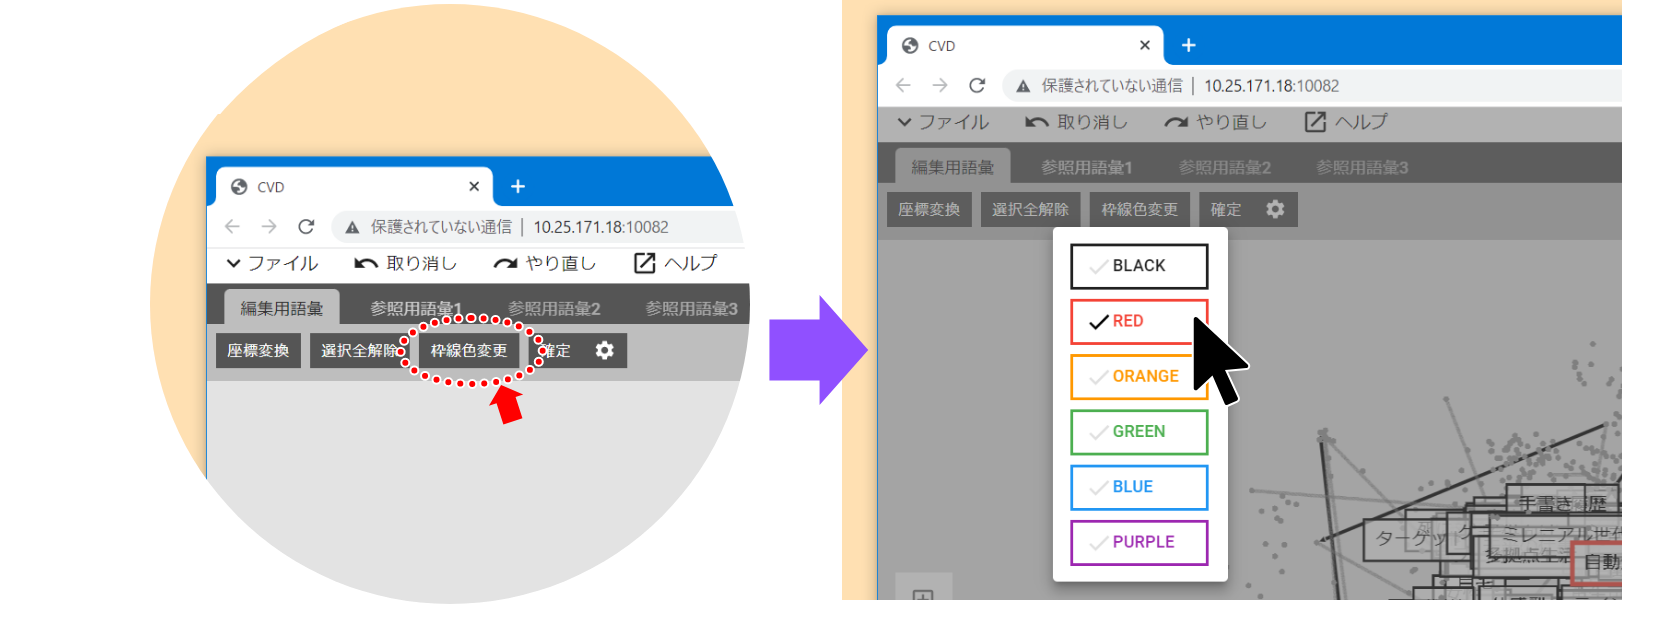 CVD
保護されていない通信 | 10.25.171.18:10082
ファイル 取り消し やり直し ヘルプ
編集用語彙 参照用語彙1 参照用語彙2 参照用語彙3
座標変換 選択全解除 枠線色変更 確定
CVD
保護されていない通信 | 10.25.171.18:10082
ファイル 取り消し やり直し ヘルプ
編集用語彙 参照用語彙1 参照用語彙2 参照用語彙3
座標変換 選択全解除 枠線色変更 確定
BLACK
RED
ORANGE
GREEN
BLUE
PURPLE
手書き 歴
ターゲッ ミレニアル世代
多拠点生活
自動